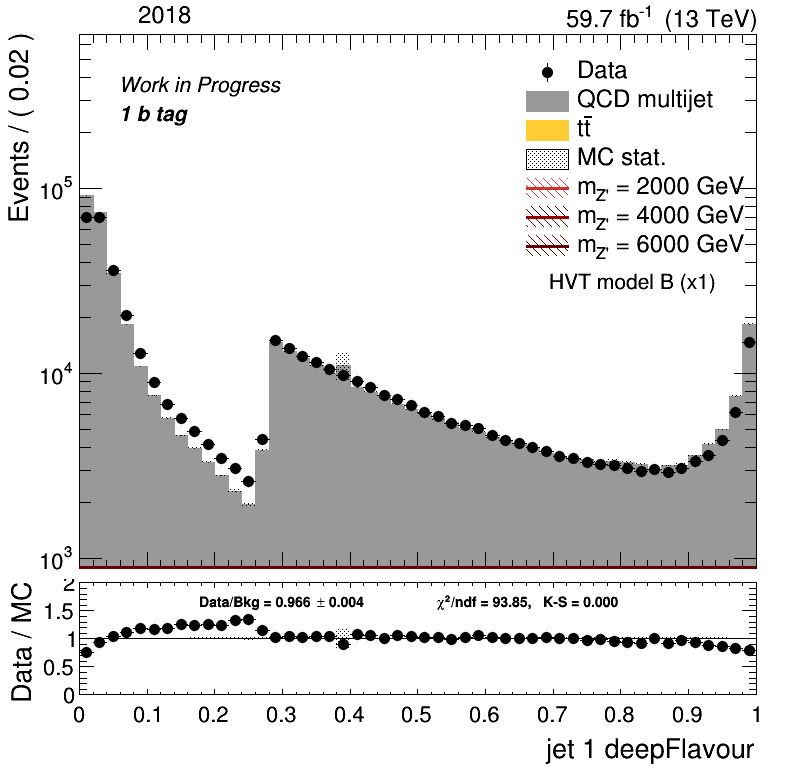 2018
59.7 fb⁻¹ (13 TeV)
Events / ( 0.02 )
Work in Progress
1 b tag
Data
QCD multijet
tt̄
MC stat.
m_Z' = 2000 GeV
m_Z' = 4000 GeV
m_Z' = 6000 GeV
HVT model B (x1)
10⁵
10⁴
10³
Data / MC
2
1.5
1
0.5
0
Data/Bkg = 0.966 ± 0.004
χ²/ndf = 93.85, K-S = 0.000
0 0.1 0.2 0.3 0.4 0.5 0.6 0.7 0.8 0.9 1
jet 1 deepFlavour